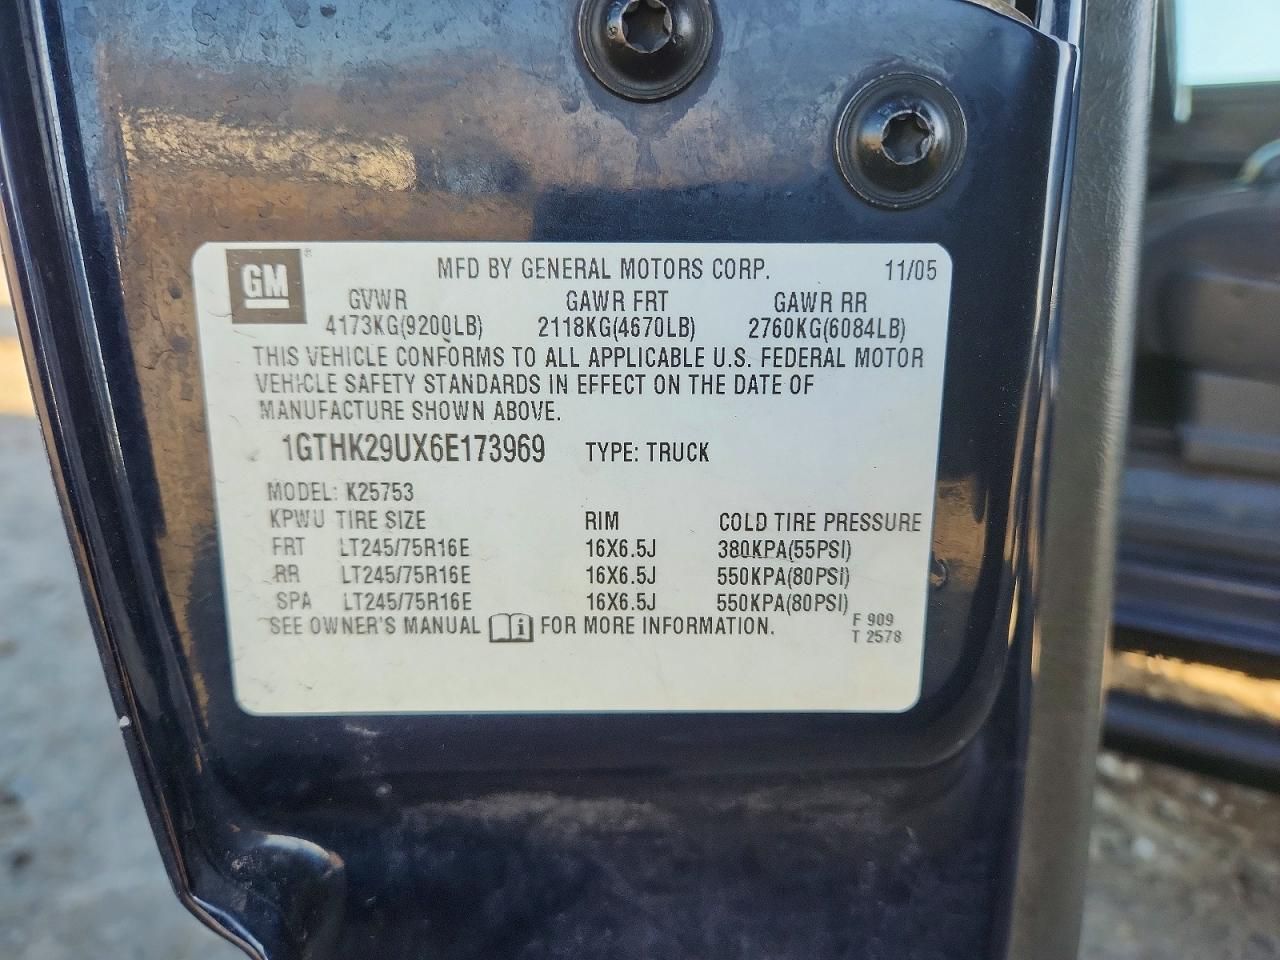 GM ® MFD BY GENERAL MOTORS CORP. 11/05
GVWR GAWR FRT GAWR RR
4173KG(9200LB) 2118KG(4670LB) 2760KG(6084LB)
THIS VEHICLE CONFORMS TO ALL APPLICABLE U.S. FEDERAL MOTOR
VEHICLE SAFETY STANDARDS IN EFFECT ON THE DATE OF
MANUFACTURE SHOWN ABOVE.
1GTHK29UX6E173969 TYPE: TRUCK
MODEL: K25753
KPWU TIRE SIZE RIM COLD TIRE PRESSURE
FRT LT245/75R16E 16X6.5J 380KPA(55PSI)
RR LT245/75R16E 16X6.5J 550KPA(80PSI)
SPA LT245/75R16E 16X6.5J 550KPA(80PSI)
SEE OWNER'S MANUAL i FOR MORE INFORMATION. F 909
T 2578